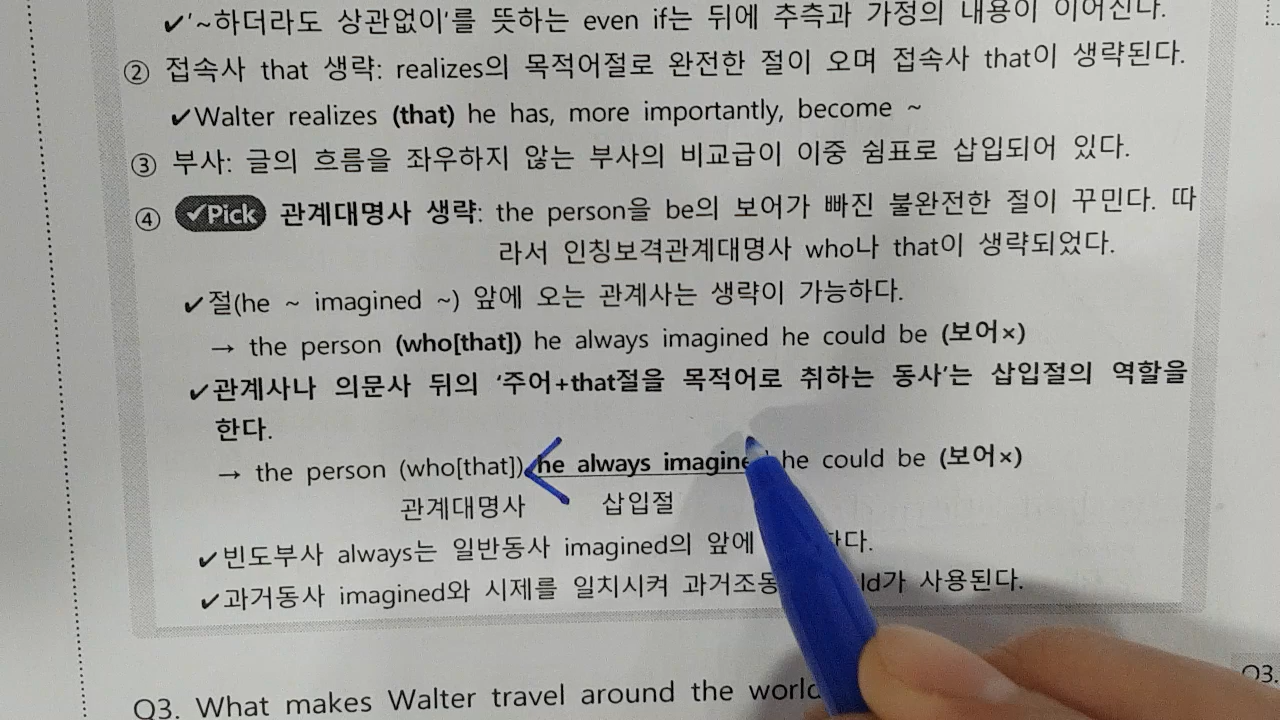 ✔'~하더라도 상관없이'를 뜻하는 even if는 뒤에 추측과 가정의 내용이 이어진다.
② 접속사 that 생략: realizes의 목적어절로 완전한 절이 오며 접속사 that이 생략된다.
✔Walter realizes (that) he has, more importantly, become ~
③ 부사: 글의 흐름을 좌우하지 않는 부사의 비교급이 이중 쉼표로 삽입되어 있다.
④ ✔Pick 관계대명사 생략: the person을 be의 보어가 빠진 불완전한 절이 꾸민다. 따
라서 인칭보격관계대명사 who나 that이 생략되었다.
✔절(he ~ imagined ~) 앞에 오는 관계사는 생략이 가능하다.
→ the person (who[that]) he always imagined he could be (보어×)
✔관계사나 의문사 뒤의 '주어+that절을 목적어로 취하는 동사'는 삽입절의 역할을
한다.
→ the person (who[that]) he always imagine he could be (보어×)
관계대명사 삽입절
✔빈도부사 always는 일반동사 imagined의 앞에 다.
✔과거동사 imagined와 시제를 일치시켜 과거조동 ld가 사용된다.
Q3. What makes Walter travel around the world
Q3.